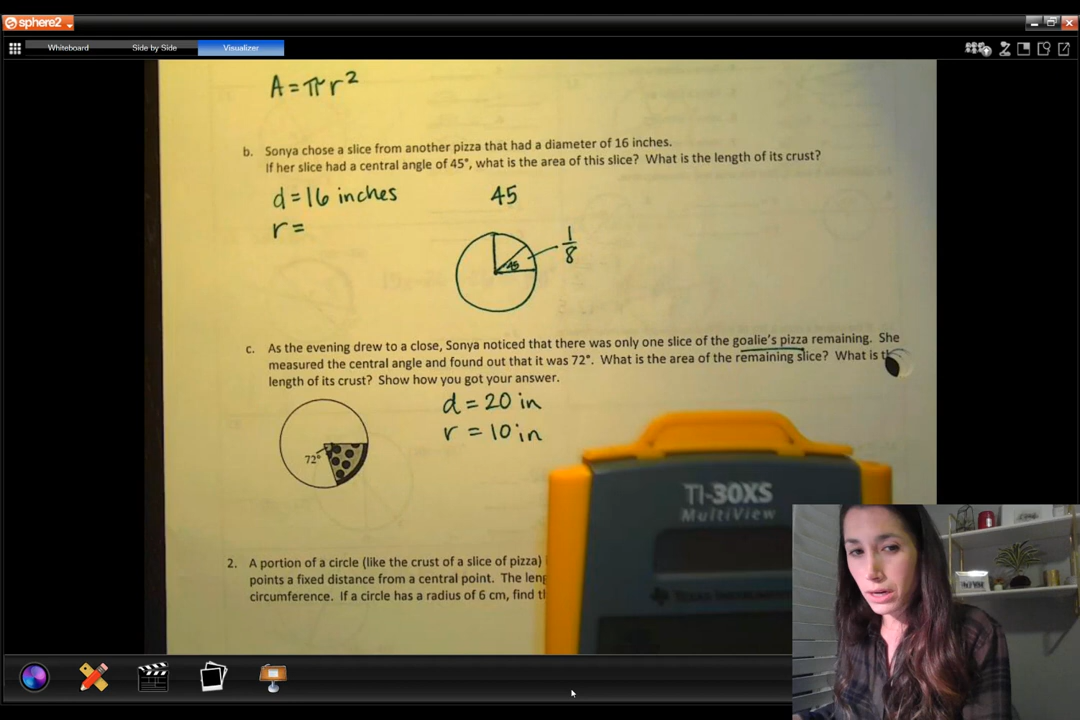 sphere2
Whiteboard Side by Side Visualizer
A = πr²
b. Sonya chose a slice from another pizza that had a diameter of 16 inches.
If her slice had a central angle of 45°, what is the area of this slice? What is the length of its crust?
d = 16 inches 45
r =
1/8
45
c. As the evening drew to a close, Sonya noticed that there was only one slice of the goalie's pizza remaining. She
measured the central angle and found out that it was 72°. What is the area of the remaining slice? What is
length of its crust? Show how you got your answer.
d = 20 in
r = 10 in
72°
TI-30XS
MultiView
2. A portion of a circle (like the crust of a slice of pizza)
points a fixed distance from a central point. The
circumference. If a circle has a radius of 6 cm, find